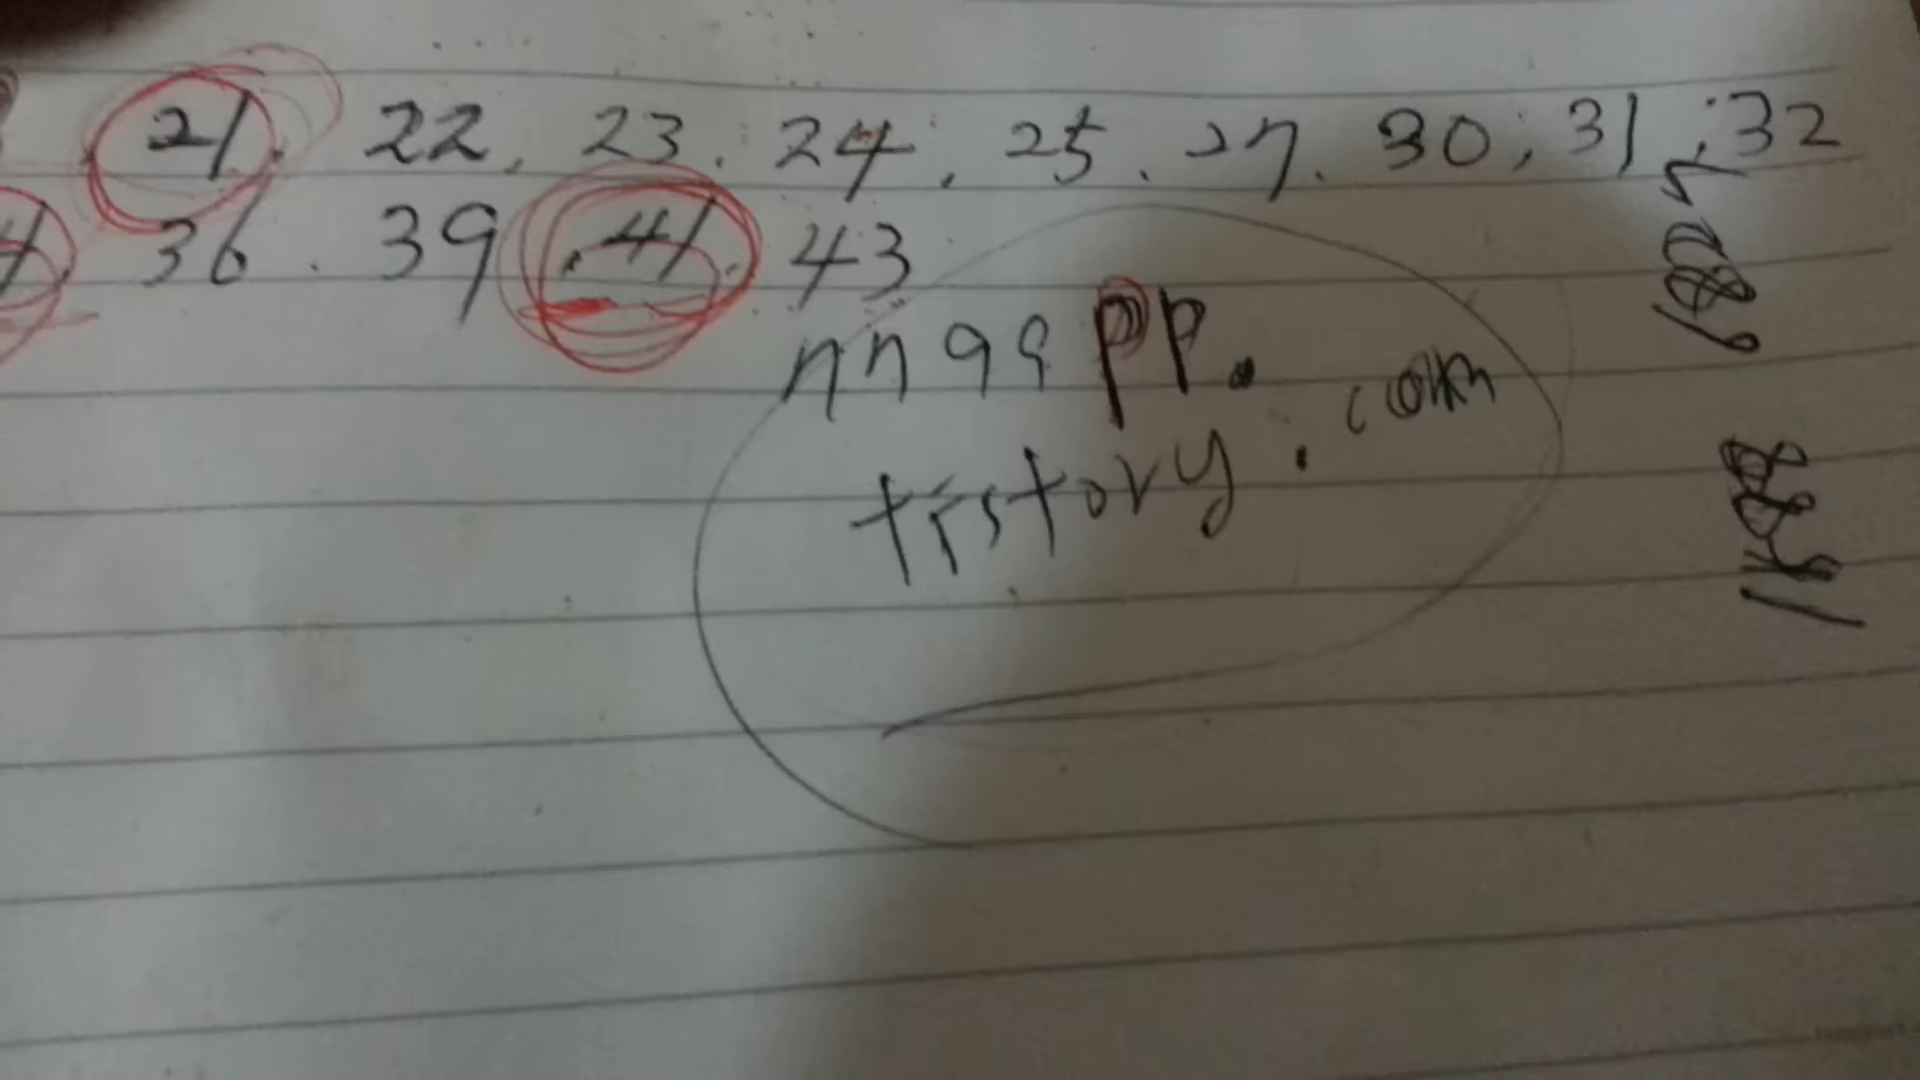 21. 22, 23. 24. 25. 27. 30, 31, 32
36. 39 .41. 43
nn99pp.
tistory.com